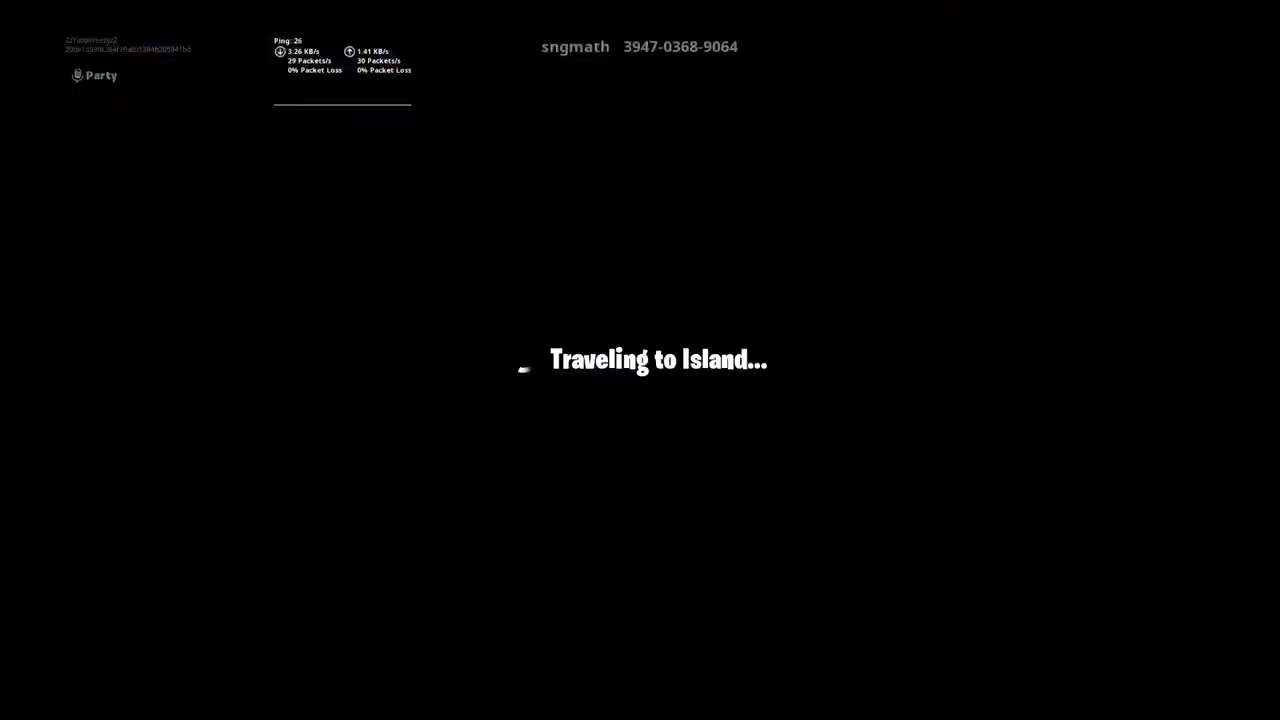 Ping: 26
3.26 KB/s 1.41 KB/s
29 Packets/s 30 Packets/s
0% Packet Loss 0% Packet Loss
sngmath 3947-0368-9064
Party
Traveling to Island...